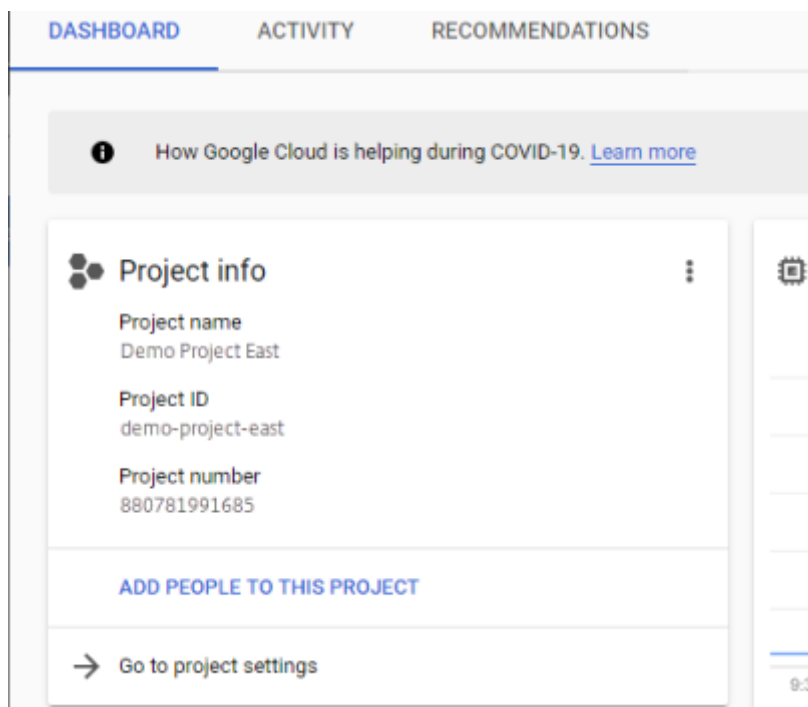 DASHBOARD ACTIVITY RECOMMENDATIONS
How Google Cloud is helping during COVID-19. Learn more
Project info
Project name
Demo Project East
Project ID
demo-project-east
Project number
880781991685
ADD PEOPLE TO THIS PROJECT
Go to project settings